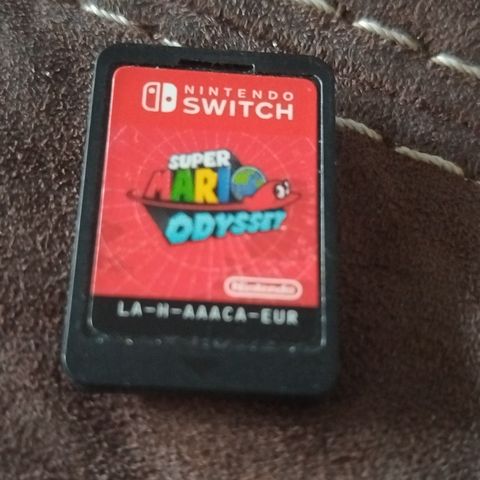 NINTENDO
SWITCH
SUPER
MARIO
ODYSSEY
Nintendo
LA-H-AAACA-EUR